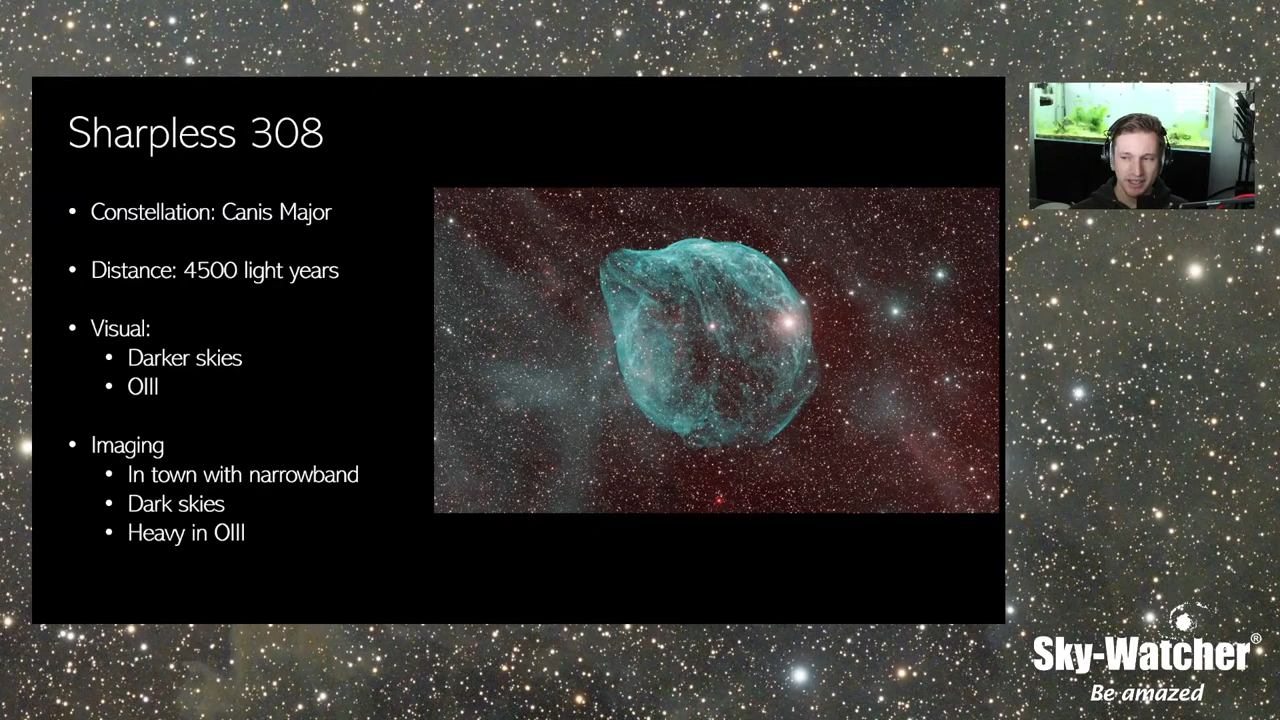 Sharpless 308
• Constellation: Canis Major
• Distance: 4500 light years
• Visual:
• Darker skies
• OIII
• Imaging
• In town with narrowband
• Dark skies
• Heavy in OIII
Sky-Watcher®
Be amazed